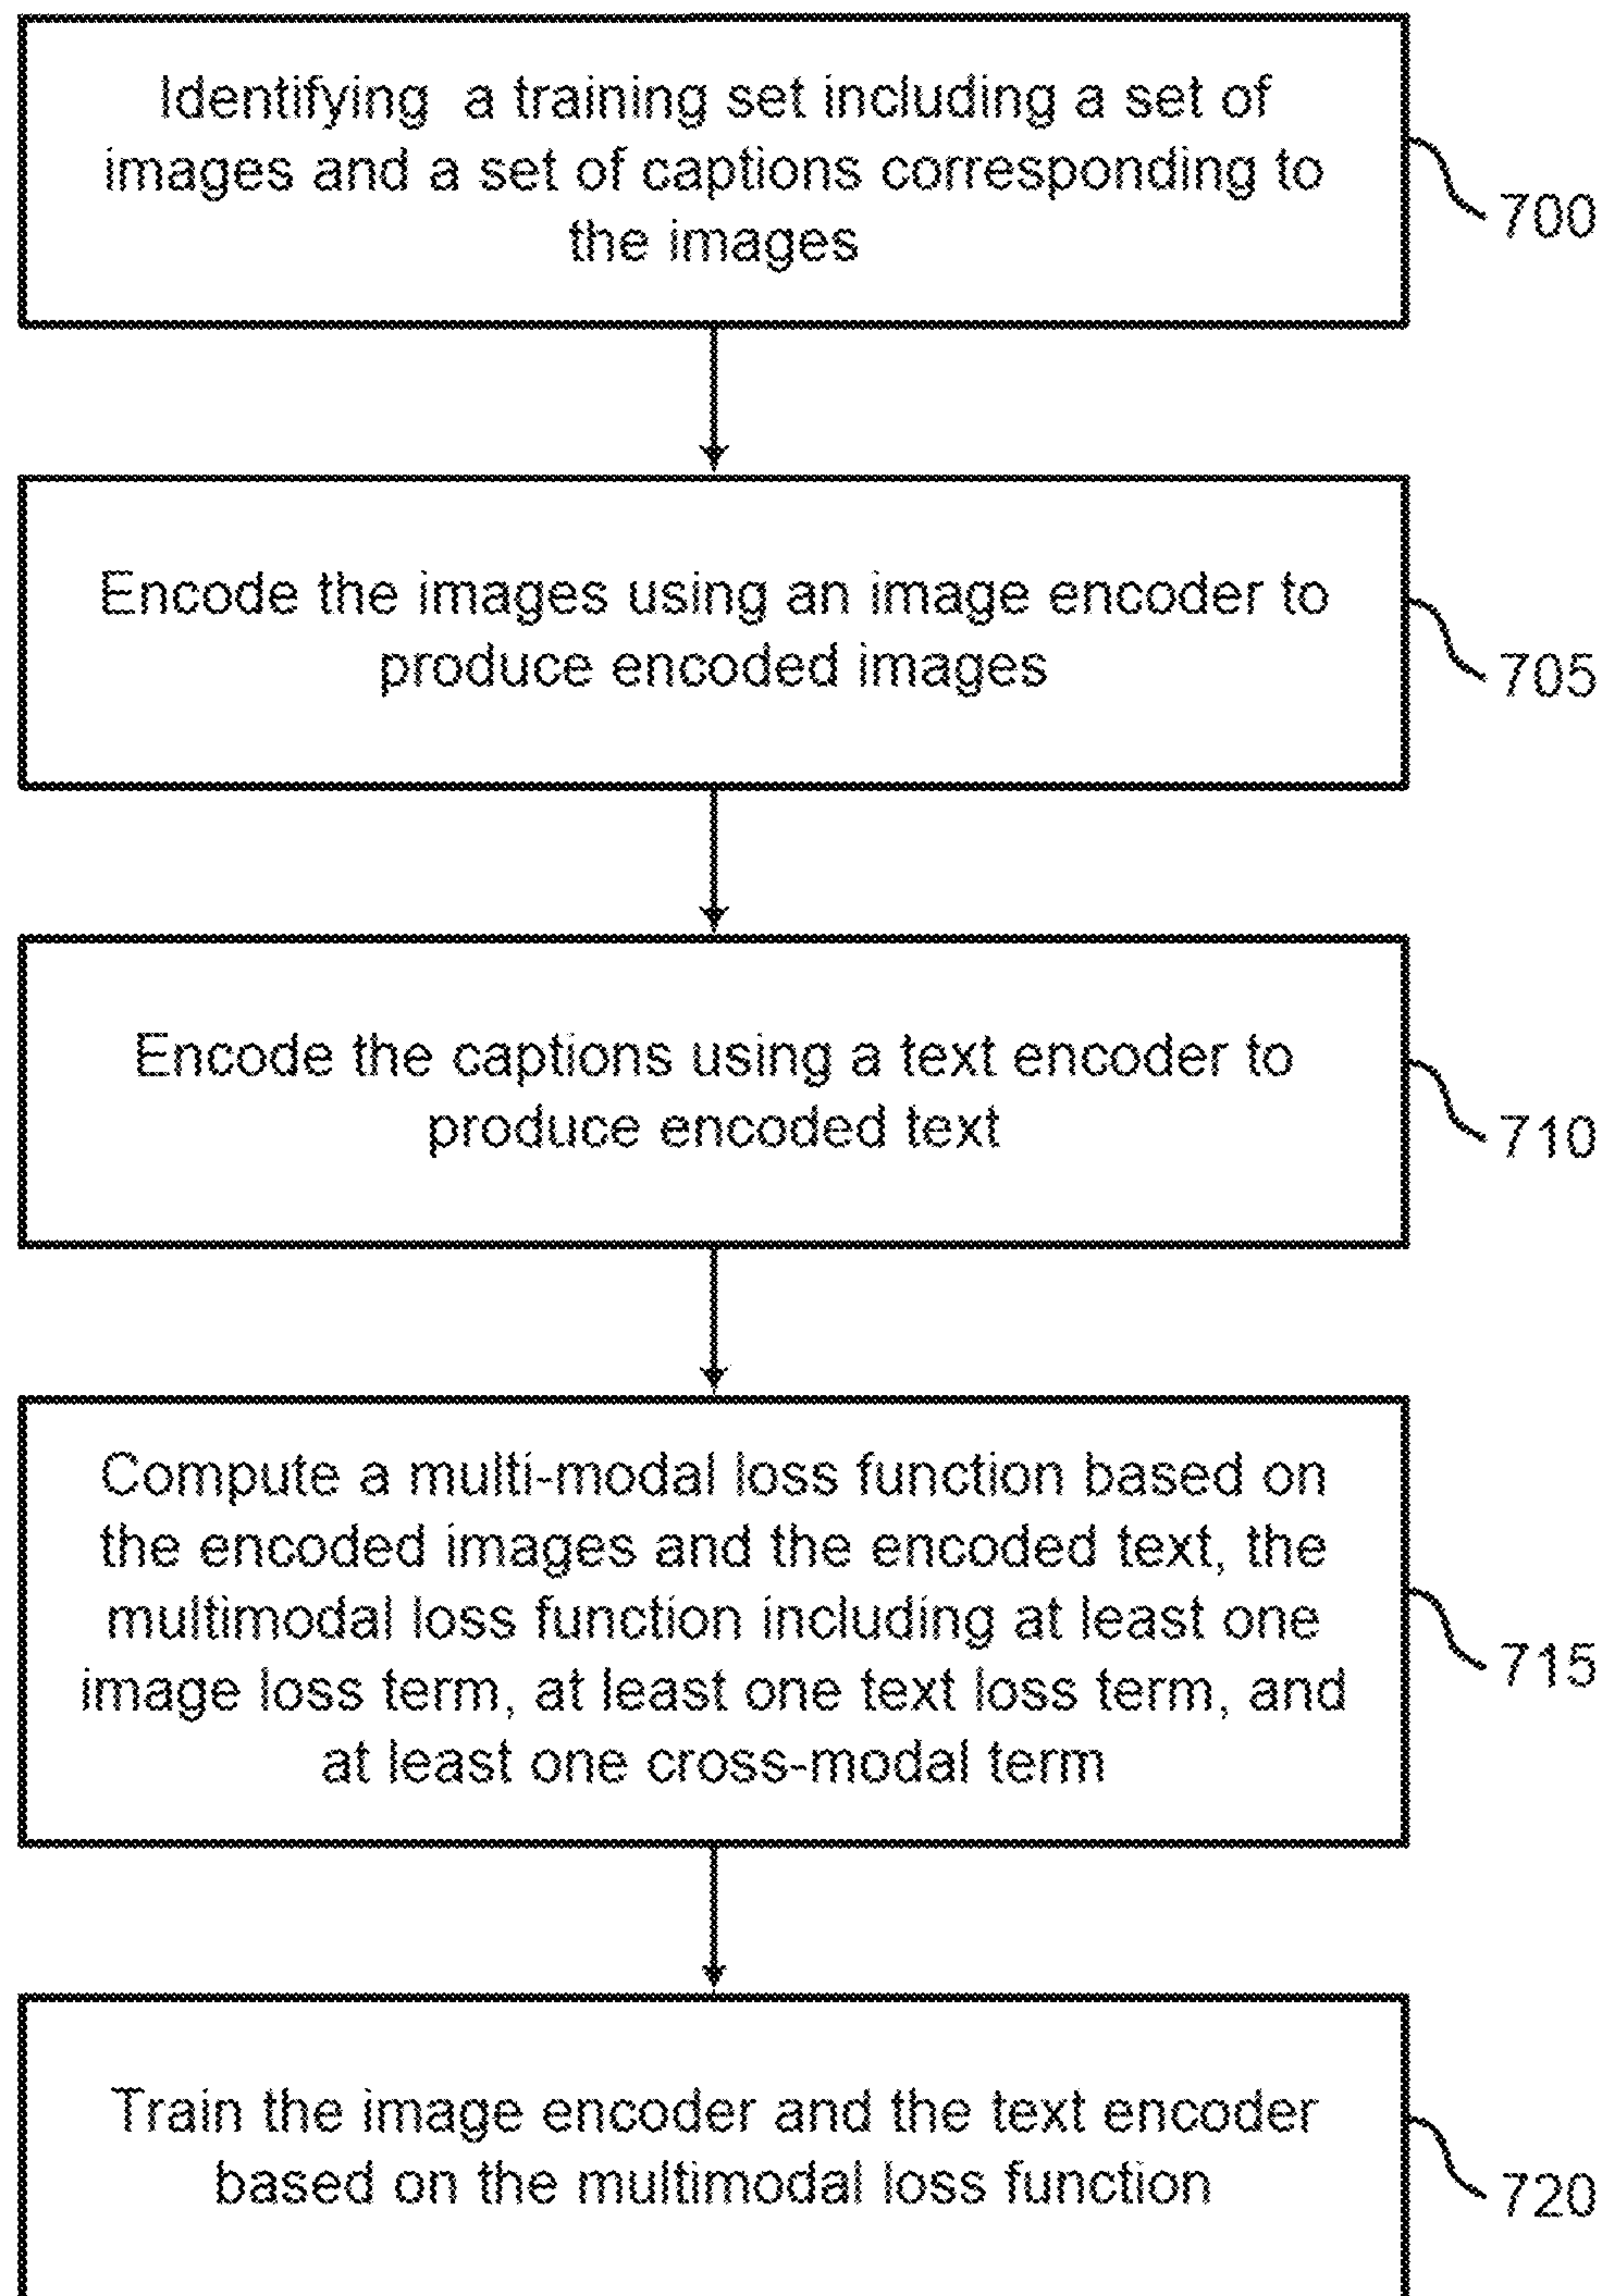 Identifying a training set including a set of
images and a set of captions corresponding to
the images
700
Encode the images using an image encoder to
produce encoded images
705
Encode the captions using a text encoder to
produce encoded text
710
Compute a multi-modal loss function based on
the encoded images and the encoded text, the
multimodal loss function including at least one
image loss term, at least one text loss term, and
at least one cross-modal term
715
Train the image encoder and the text encoder
based on the multimodal loss function
720